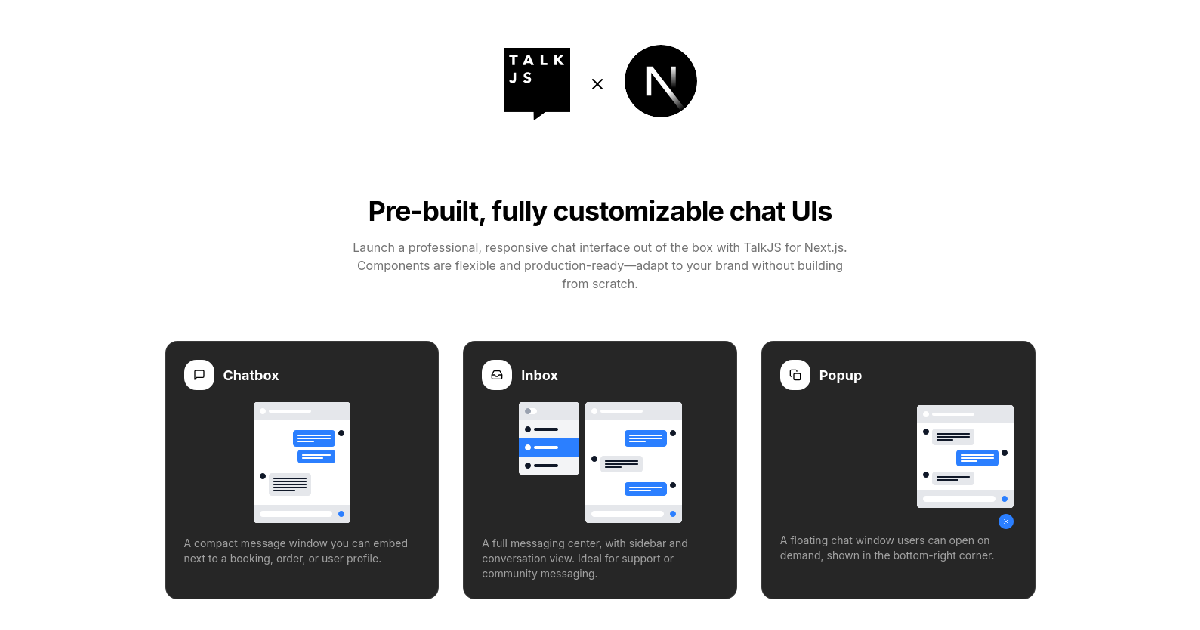 TALK
JS
×
N
Pre-built, fully customizable chat UIs
Launch a professional, responsive chat interface out of the box with TalkJS for Next.js.
Components are flexible and production-ready—adapt to your brand without building
from scratch.
Chatbox
A compact message window you can embed
next to a booking, order, or user profile.
Inbox
A full messaging center, with sidebar and
conversation view. Ideal for support or
community messaging.
Popup
A floating chat window users can open on
demand, shown in the bottom-right corner.